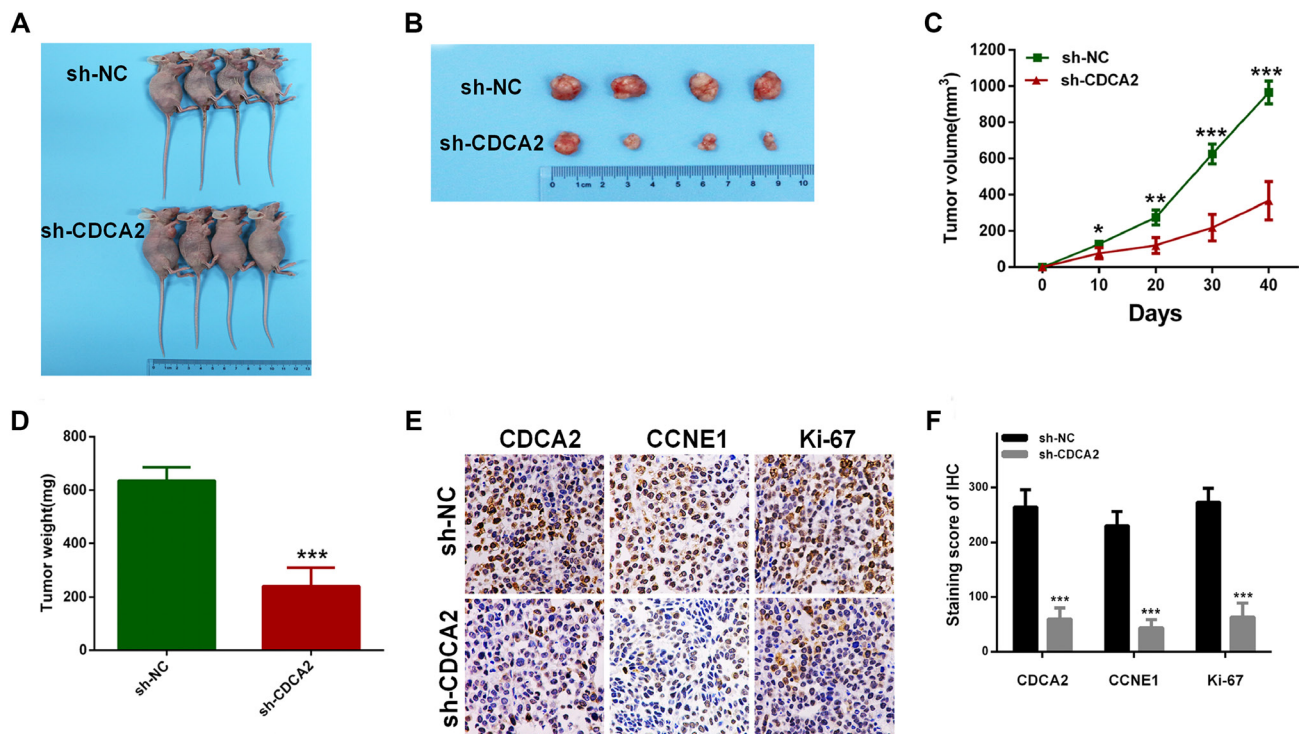 A
sh-NC
sh-CDCA2
B
sh-NC
sh-CDCA2
0 1cm 2 3 4 5 6 7 8 9 10
C
sh-NC
sh-CDCA2
Tumor volume(mm³)
1200
1000
800
600
400
200
0
* ** *** ***
0 10 20 30 40
Days
D
Tumor weight(mg)
800
600
400
200
0
***
sh-NC
sh-CDCA2
E
CDCA2 CCNE1 Ki-67
sh-NC
sh-CDCA2
F
sh-NC
sh-CDCA2
Staining score of IHC
300
200
100
0
*** *** ***
CDCA2 CCNE1 Ki-67